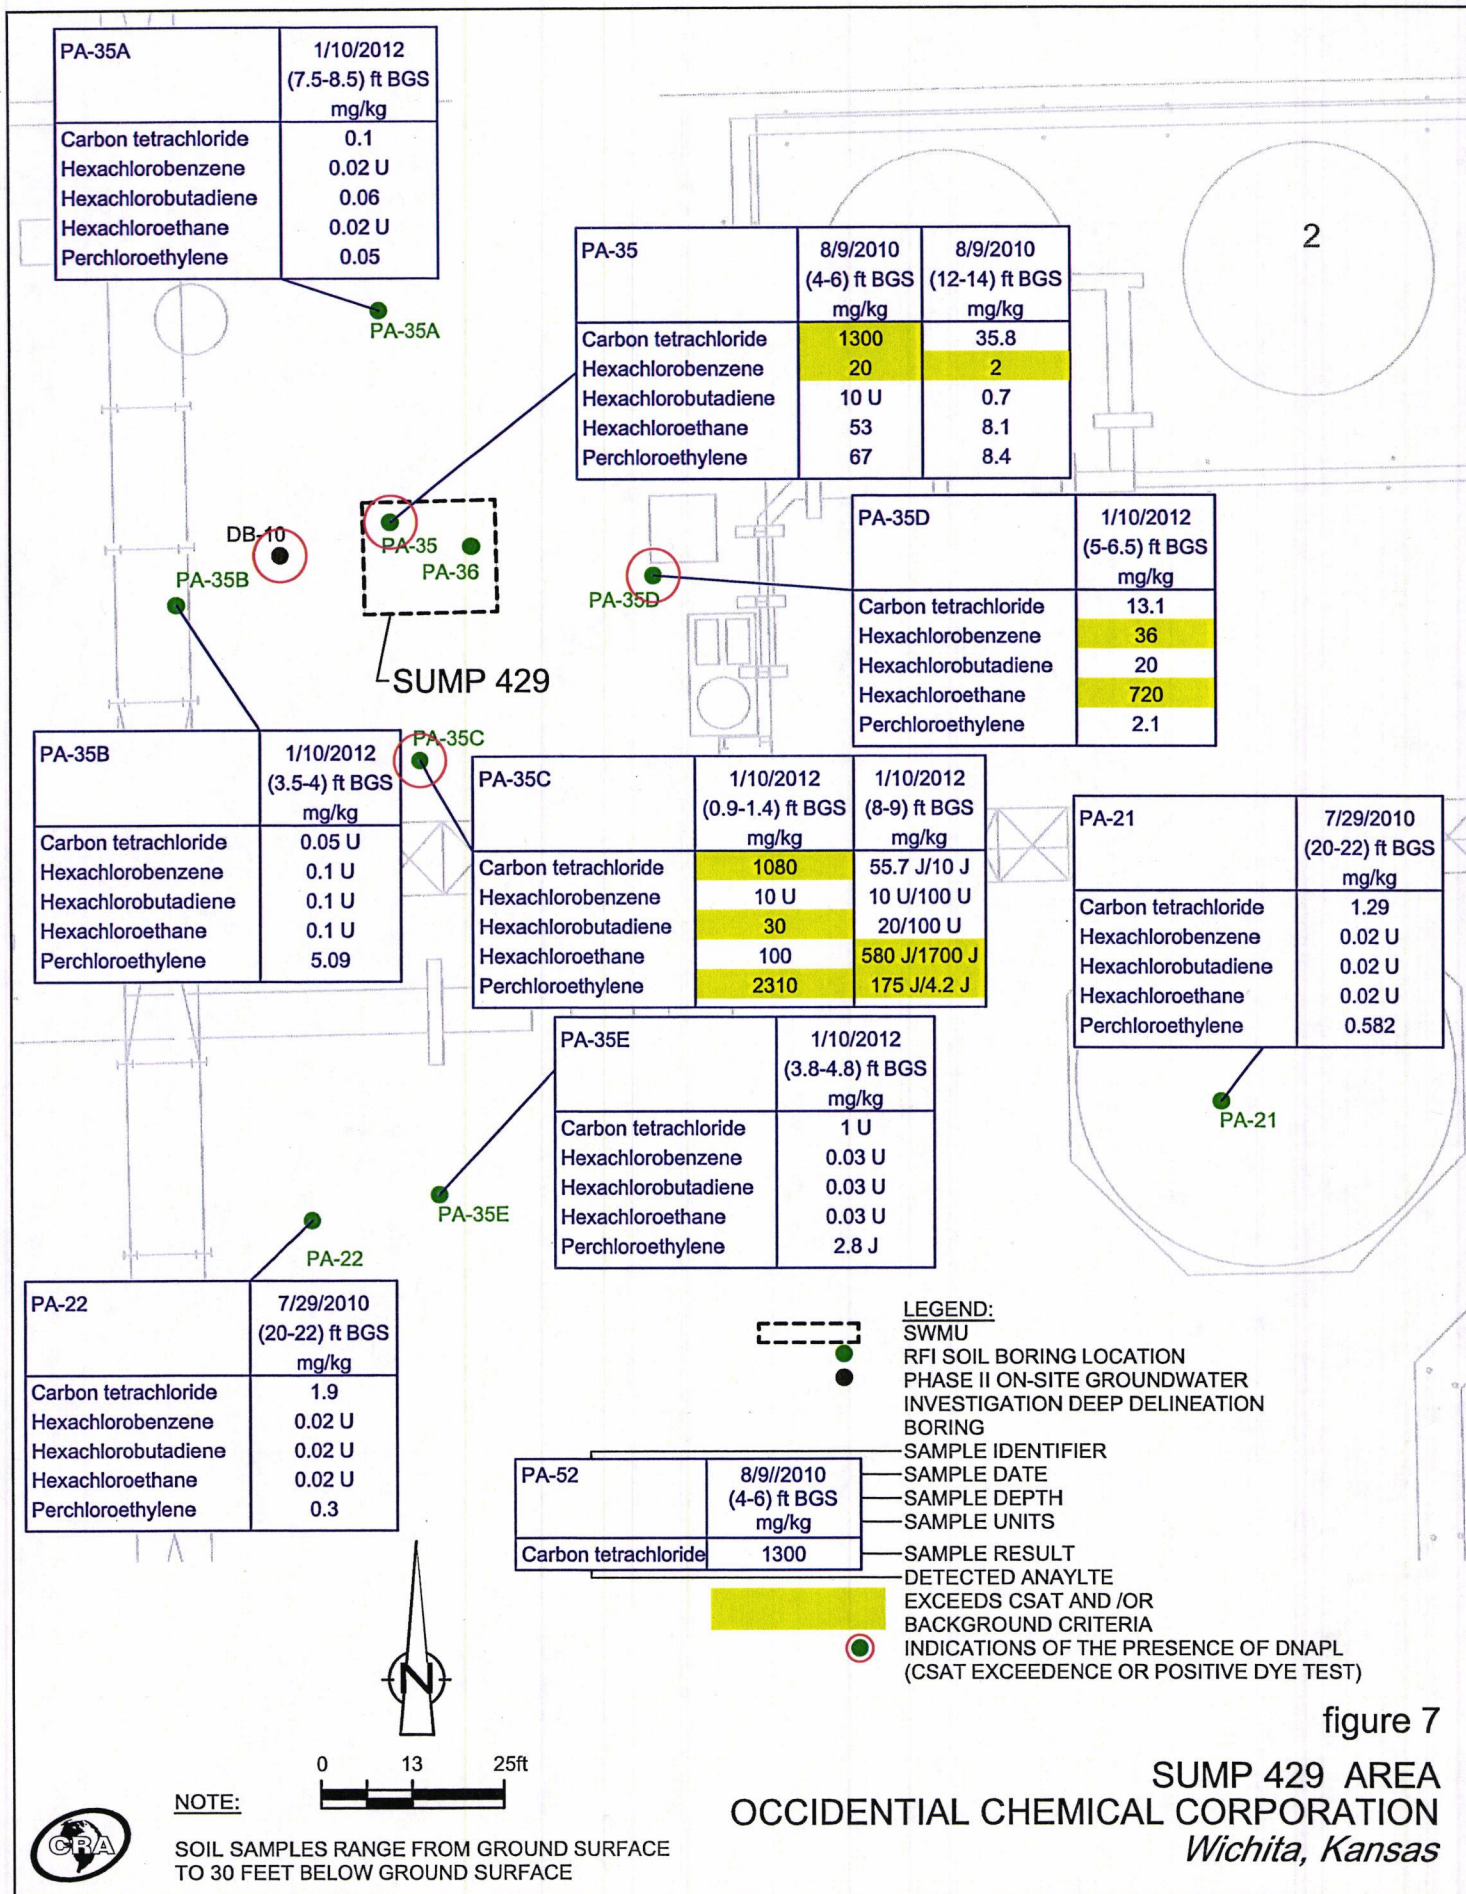 PA-35A 1/10/2012
(7.5-8.5) ft BGS
mg/kg
Carbon tetrachloride 0.1
Hexachlorobenzene 0.02 U
Hexachlorobutadiene 0.06
Hexachloroethane 0.02 U
Perchloroethylene 0.05
PA-35A
2
PA-35 8/9/2010 8/9/2010
(4-6) ft BGS (12-14) ft BGS
mg/kg mg/kg
Carbon tetrachloride 1300 35.8
Hexachlorobenzene 20 2
Hexachlorobutadiene 10 U 0.7
Hexachloroethane 53 8.1
Perchloroethylene 67 8.4
DB-10
PA-35
PA-36
PA-35B
PA-35D
SUMP 429
PA-35D 1/10/2012
(5-6.5) ft BGS
mg/kg
Carbon tetrachloride 13.1
Hexachlorobenzene 36
Hexachlorobutadiene 20
Hexachloroethane 720
Perchloroethylene 2.1
PA-35B 1/10/2012
(3.5-4) ft BGS
mg/kg
Carbon tetrachloride 0.05 U
Hexachlorobenzene 0.1 U
Hexachlorobutadiene 0.1 U
Hexachloroethane 0.1 U
Perchloroethylene 5.09
PA-35C
PA-35C 1/10/2012 1/10/2012
(0.9-1.4) ft BGS (8-9) ft BGS
mg/kg mg/kg
Carbon tetrachloride 1080 55.7 J/10 J
Hexachlorobenzene 10 U 10 U/100 U
Hexachlorobutadiene 30 20/100 U
Hexachloroethane 100 580 J/1700 J
Perchloroethylene 2310 175 J/4.2 J
PA-21 7/29/2010
(20-22) ft BGS
mg/kg
Carbon tetrachloride 1.29
Hexachlorobenzene 0.02 U
Hexachlorobutadiene 0.02 U
Hexachloroethane 0.02 U
Perchloroethylene 0.582
PA-21
PA-35E 1/10/2012
(3.8-4.8) ft BGS
mg/kg
Carbon tetrachloride 1 U
Hexachlorobenzene 0.03 U
Hexachlorobutadiene 0.03 U
Hexachloroethane 0.03 U
Perchloroethylene 2.8 J
PA-35E
PA-22
PA-22 7/29/2010
(20-22) ft BGS
mg/kg
Carbon tetrachloride 1.9
Hexachlorobenzene 0.02 U
Hexachlorobutadiene 0.02 U
Hexachloroethane 0.02 U
Perchloroethylene 0.3
LEGEND:
SWMU
RFI SOIL BORING LOCATION
PHASE II ON-SITE GROUNDWATER
INVESTIGATION DEEP DELINEATION
BORING
SAMPLE IDENTIFIER
PA-52 8/9//2010 SAMPLE DATE
(4-6) ft BGS SAMPLE DEPTH
mg/kg SAMPLE UNITS
Carbon tetrachloride 1300 SAMPLE RESULT
DETECTED ANAYLTE
EXCEEDS CSAT AND /OR
BACKGROUND CRITERIA
INDICATIONS OF THE PRESENCE OF DNAPL
(CSAT EXCEEDENCE OR POSITIVE DYE TEST)
N
0 13 25ft
figure 7
SUMP 429 AREA
OCCIDENTIAL CHEMICAL CORPORATION
Wichita, Kansas
CRA
NOTE:
SOIL SAMPLES RANGE FROM GROUND SURFACE
TO 30 FEET BELOW GROUND SURFACE